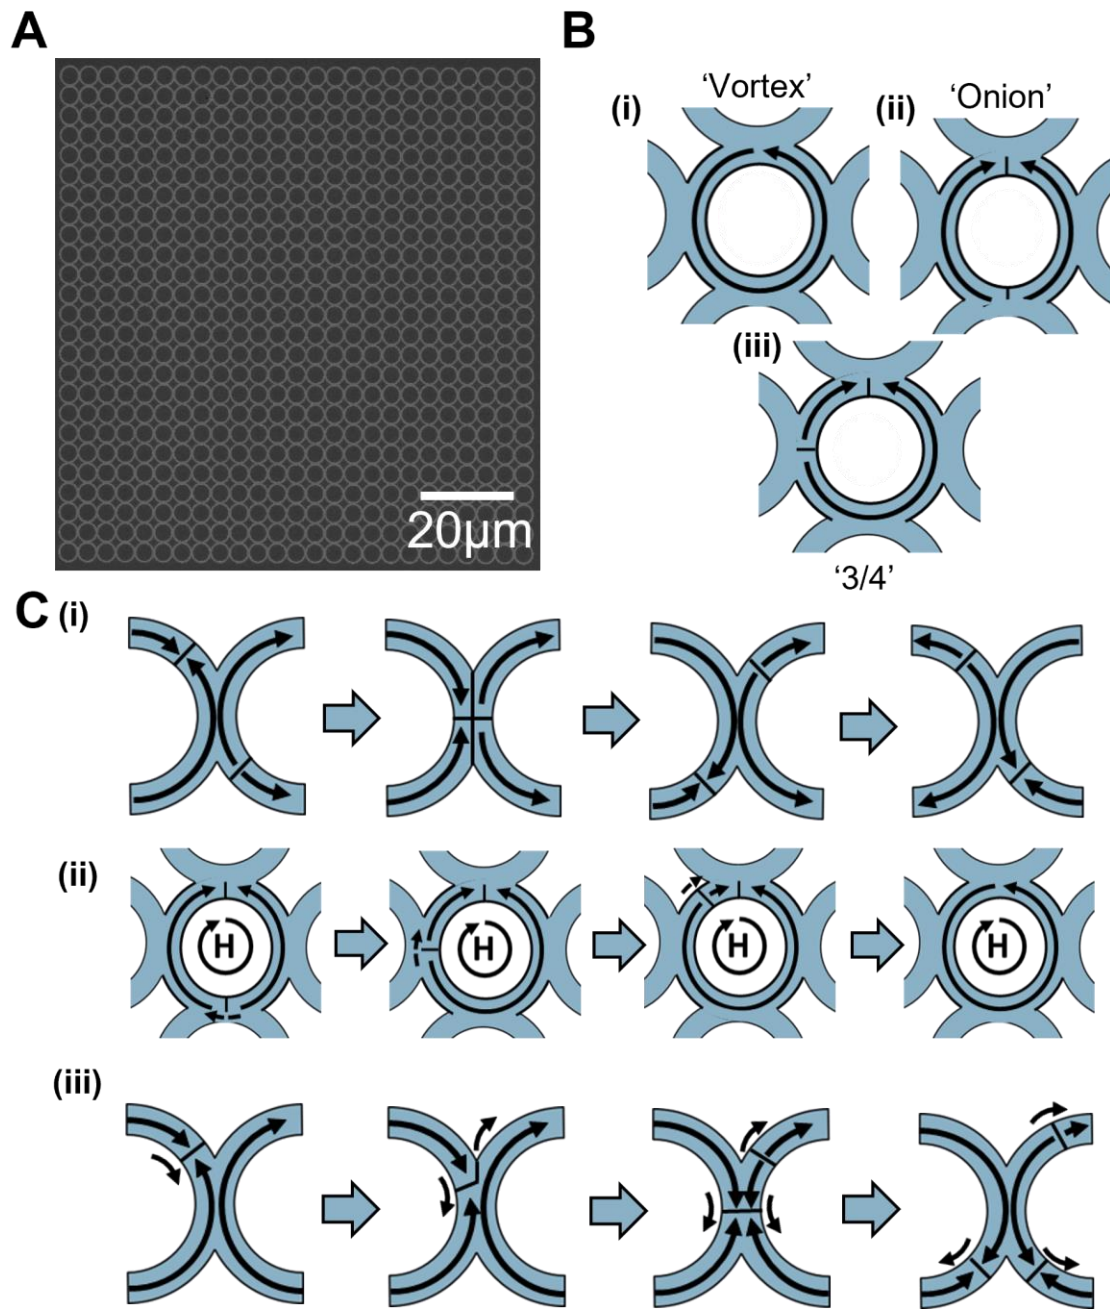 A
20µm
B
(i)
‘Vortex’
(ii)
‘Onion’
(iii)
‘3/4’
C (i)
(ii)
H
H
H
H
(iii)